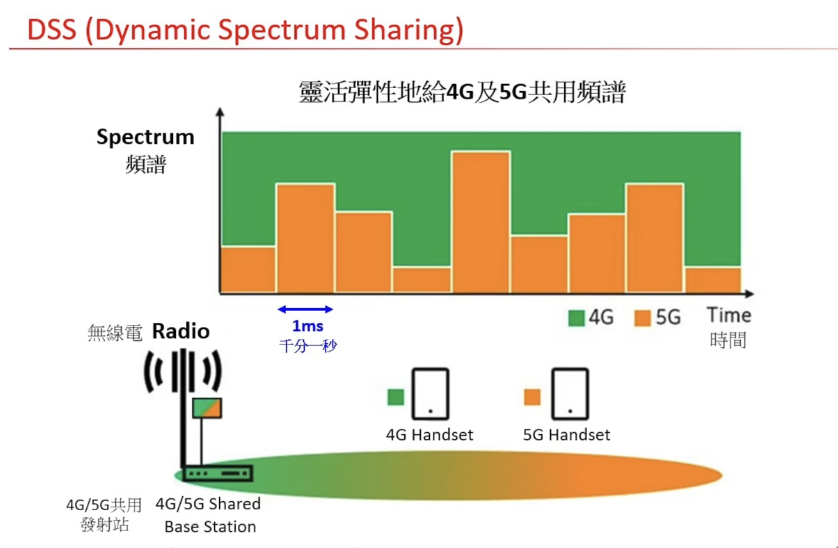 DSS (Dynamic Spectrum Sharing)
靈活彈性地給4G及5G共用頻譜
Spectrum
頻譜
1ms
千分一秒
4G
5G
Time
時間
無線電 Radio
4G Handset
5G Handset
4G/5G共用
發射站
4G/5G Shared
Base Station